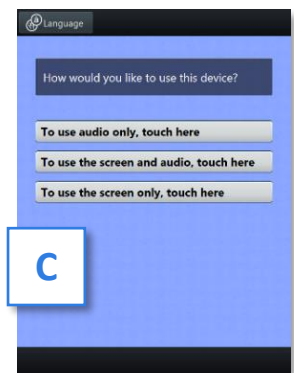 Language
How would you like to use this device?
To use audio only, touch here
To use the screen and audio, touch here
To use the screen only, touch here
C